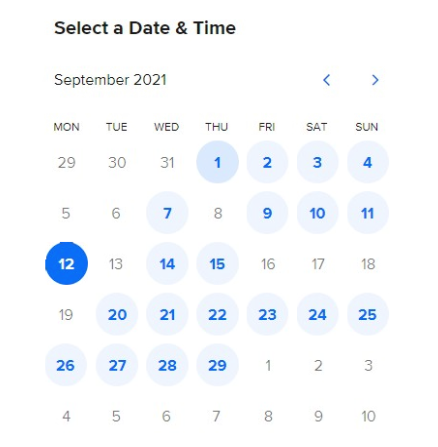 Select a Date & Time
September 2021
MON TUE WED THU FRI SAT SUN
29 30 31 1 2 3 4
5 6 7 8 9 10 11
12 13 14 15 16 17 18
19 20 21 22 23 24 25
26 27 28 29 1 2 3
4 5 6 7 8 9 10